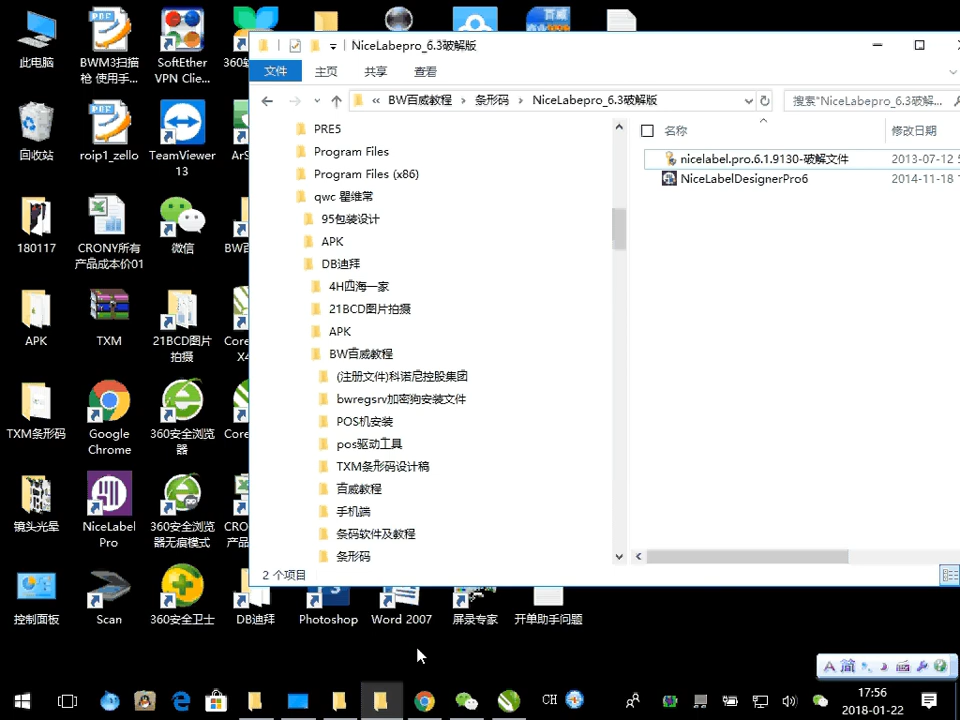 NiceLabepro_6.3破解版
文件
主页
共享
查看
BW百威教程
条形码
NiceLabepro_6.3破解版
搜索"NiceLabepro_6.3破解...
名称
修改日期
PRE5
Program Files
Program Files (x86)
qwc 瞿维常
95包装设计
APK
DB迪拜
4H四海一家
21BCD图片拍摄
APK
BW百威教程
(注册文件)科诺尼控股集团
bwregsrv加密狗安装文件
POS机安装
pos驱动工具
TXM条形码设计稿
百威教程
手机端
条码软件及教程
条形码
nicelabel.pro.6.1.9130-破解文件
2013-07-12
NiceLabelDesignerPro6
2014-11-18
2 个项目
此电脑
BWM3扫描
枪 使用手...
SoftEther
VPN Clie...
回收站
roip1_zello
TeamViewer
13
180117
CRONY所有
产品成本价01
微信
APK
TXM
21BCD图片
拍摄
TXM条形码
Google
Chrome
360安全浏览
器
镜头光晕
NiceLabel
Pro
360安全浏览
器无痕模式
控制面板
Scan
360安全卫士
DB迪拜
Photoshop
Word 2007
屏录专家
开单助手问题
A 简
CH
17:56
2018-01-22